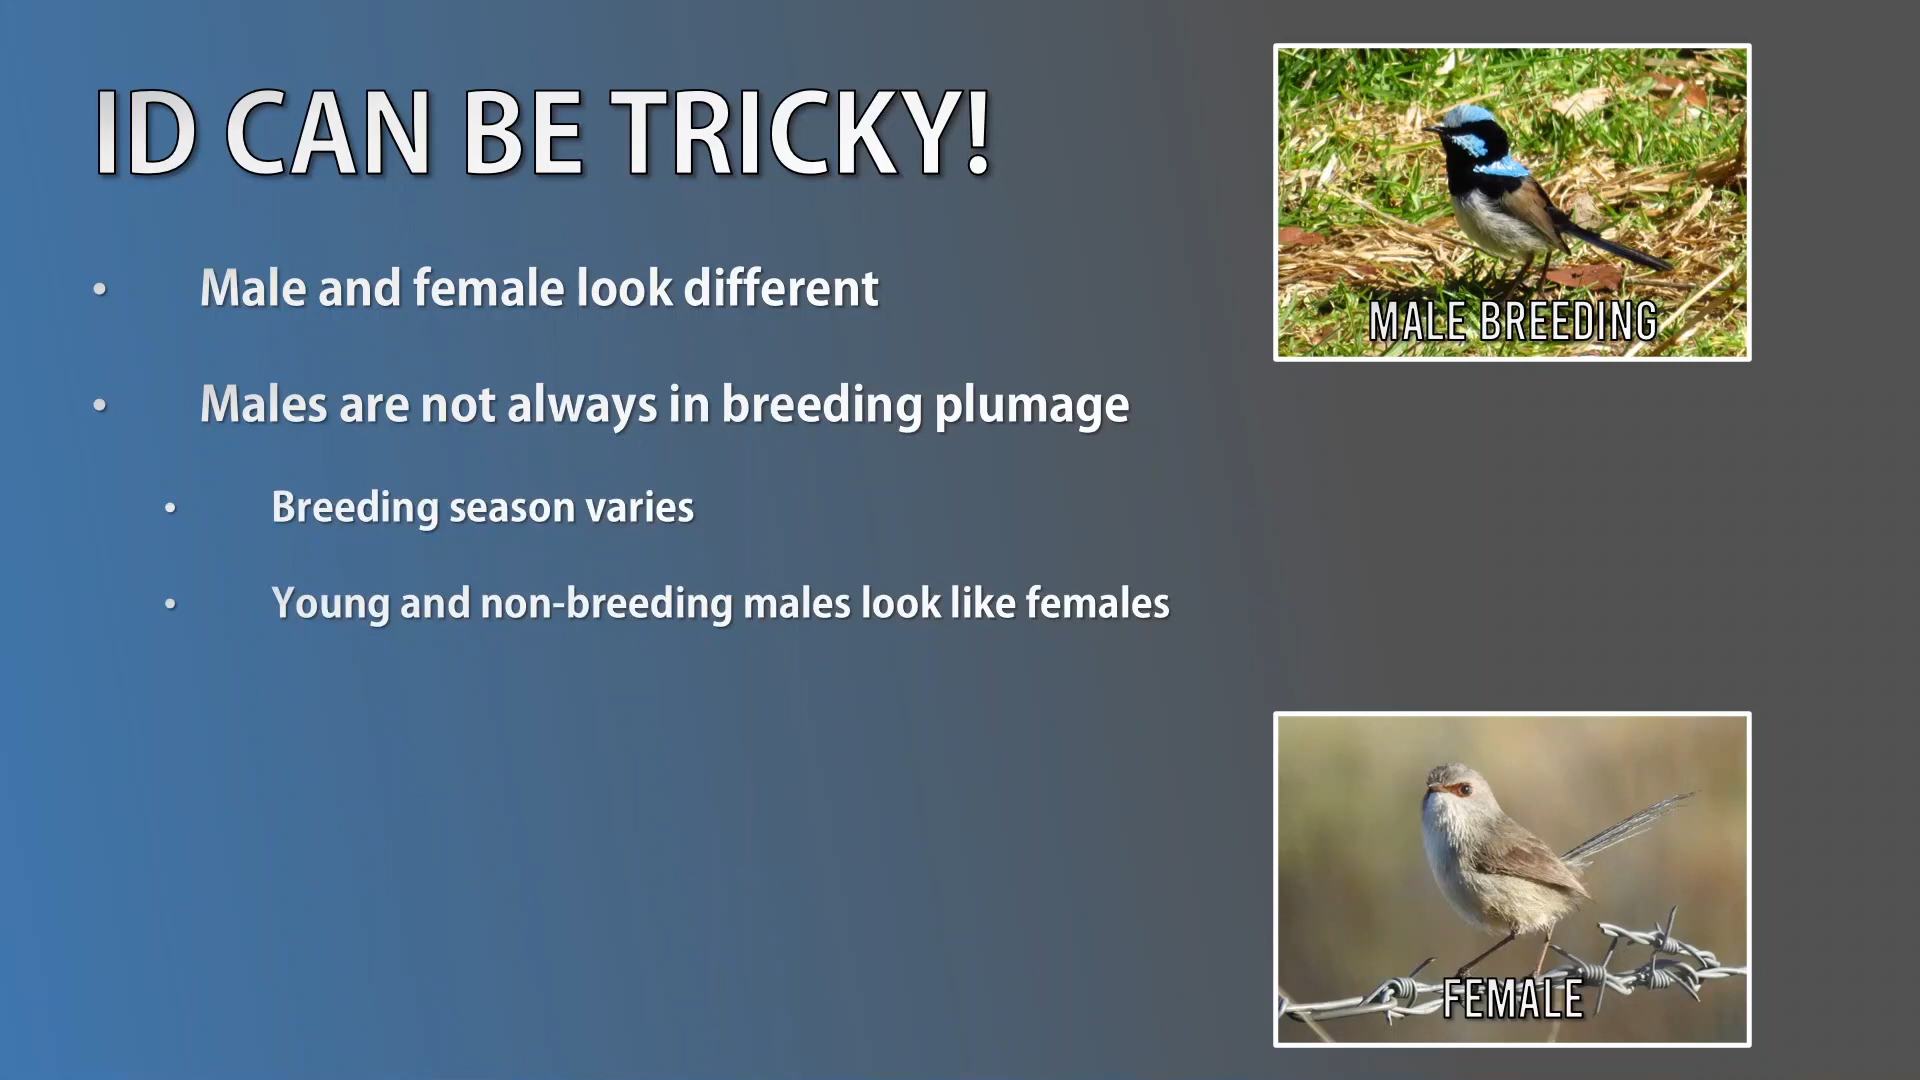 ID CAN BE TRICKY!
• Male and female look different
• Males are not always in breeding plumage
• Breeding season varies
• Young and non-breeding males look like females
MALE BREEDING
FEMALE